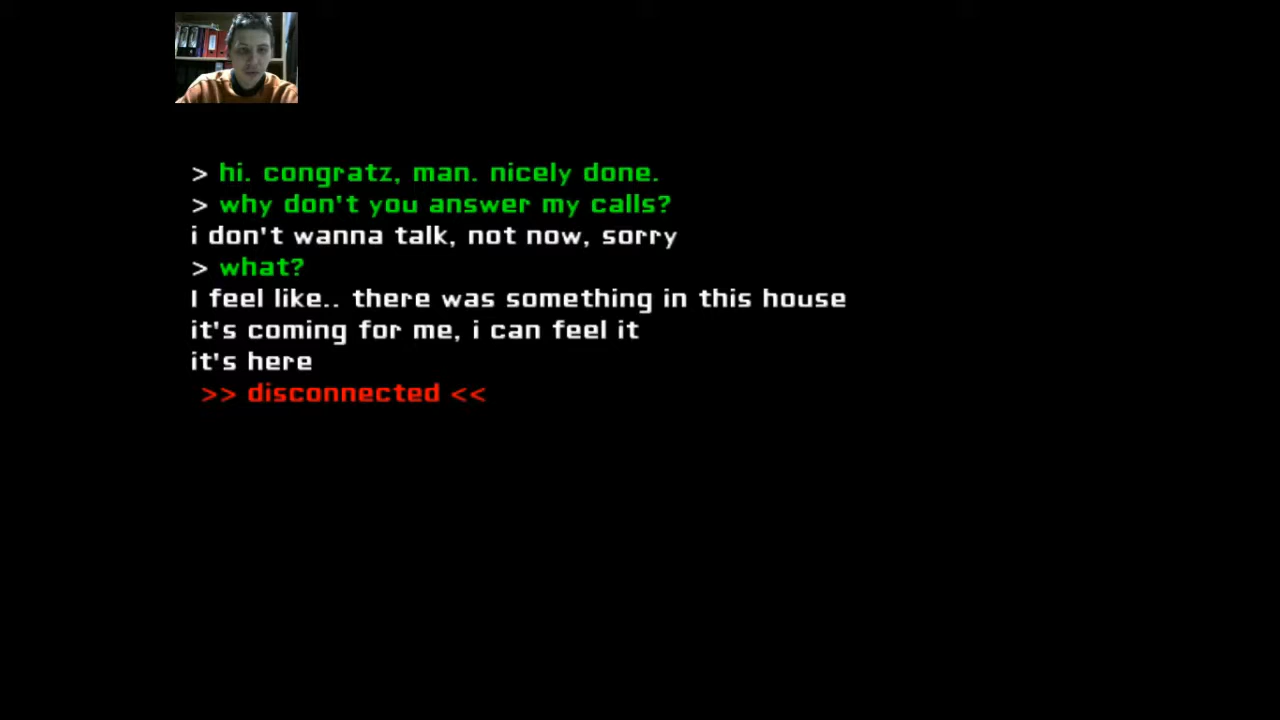 > hi. congratz, man. nicely done.
> why don't you answer my calls?
i don't wanna talk, not now, sorry
> what?
I feel like.. there was something in this house
it's coming for me, i can feel it
it's here
>> disconnected <<